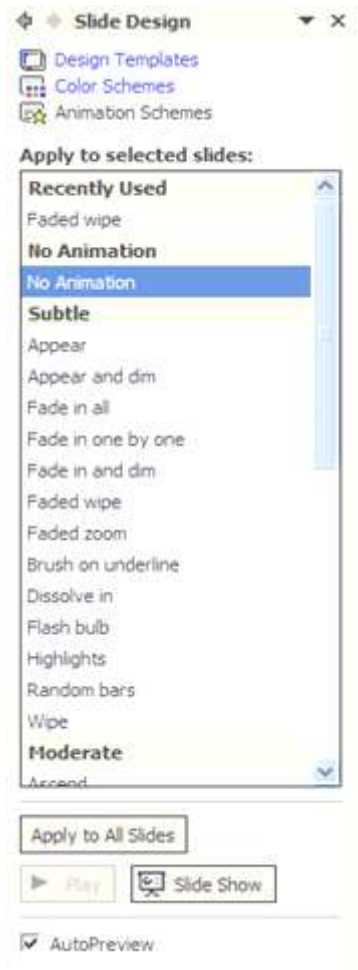 Slide Design
Design Templates
Color Schemes
Animation Schemes
Apply to selected slides:
Recently Used
Faded wipe
No Animation
No Animation
Subtle
Appear
Appear and dim
Fade in all
Fade in one by one
Fade in and dim
Faded wipe
Faded zoom
Brush on underline
Dissolve in
Flash bulb
Highlights
Random bars
Wipe
Moderate
Ascend
Apply to All Slides
Play Slide Show
AutoPreview